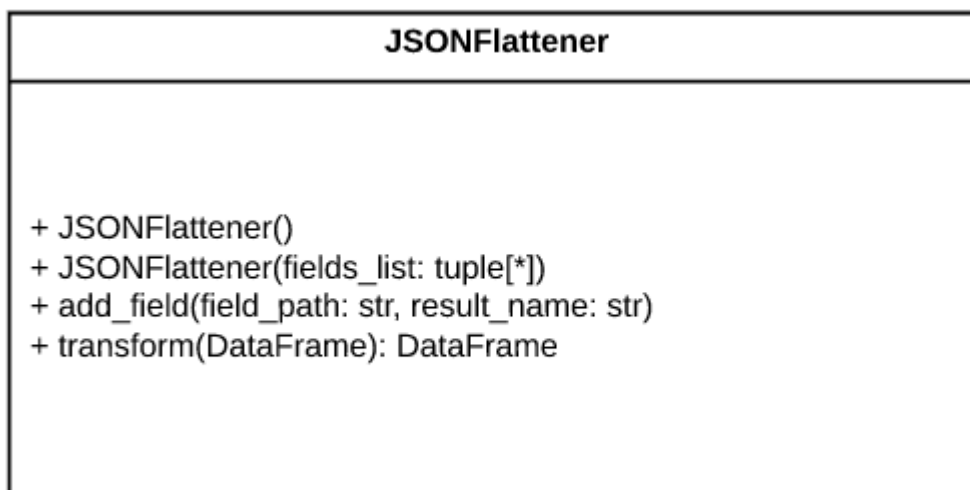 JSONFlattener
+ JSONFlattener()
+ JSONFlattener(fields_list: tuple[*])
+ add_field(field_path: str, result_name: str)
+ transform(DataFrame): DataFrame